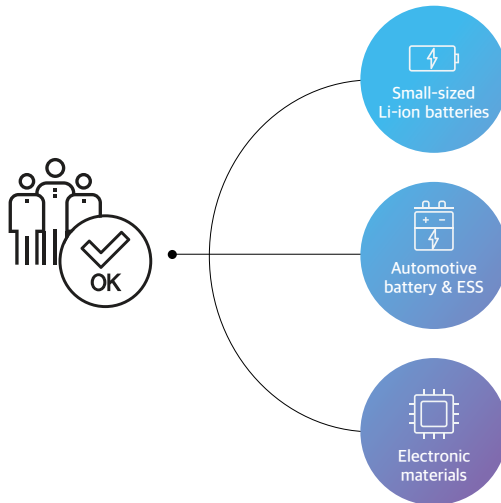 Small-sized
Li-ion batteries
OK
Automotive
battery & ESS
Electronic
materials